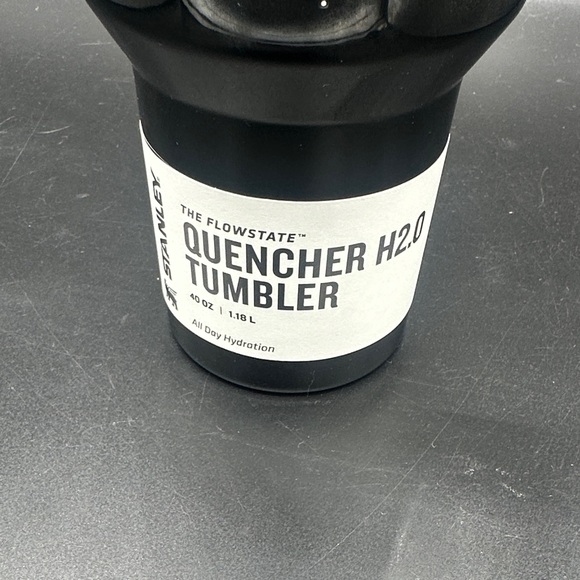 STANLEY
THE FLOWSTATE™
QUENCHER H2.0
TUMBLER
40 OZ | 1.18 L
All Day Hydration